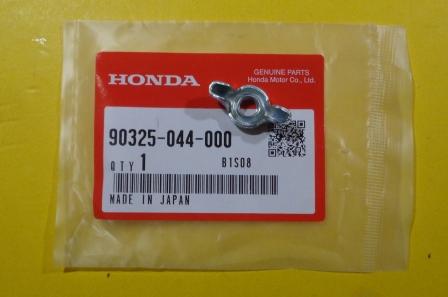 HONDA
GENUINE PARTS
Honda Motor Co., Ltd.
90325-044-000
QTY 1 B1S08
MADE IN JAPAN